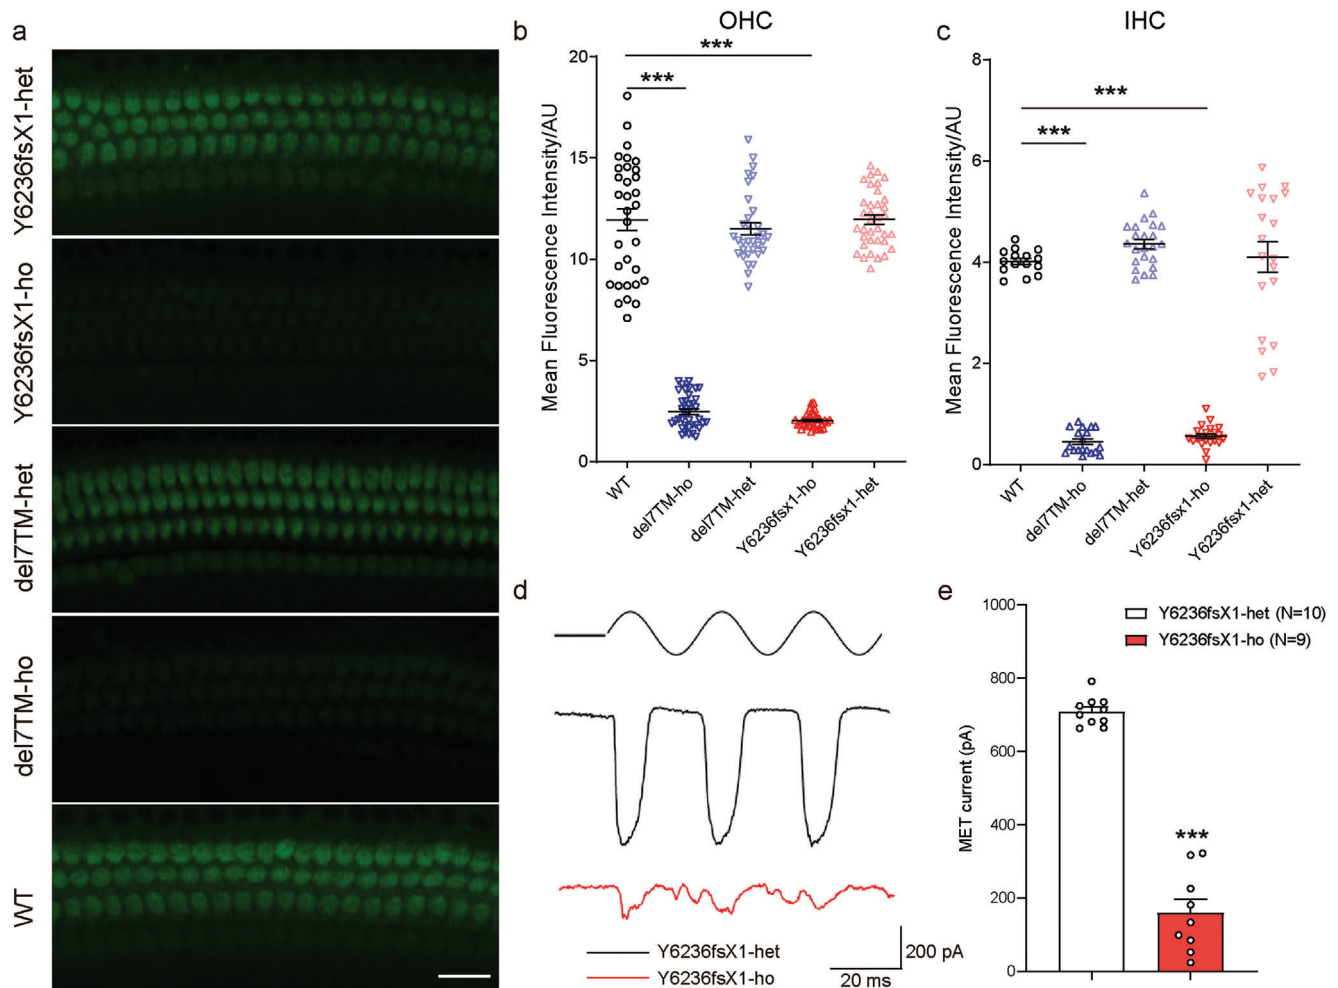 a
Y6236fsX1-het
Y6236fsX1-ho
del7TM-het
del7TM-ho
WT
b
OHC
Mean Fluorescence Intensity/AU
20
15
10
5
0
***
***
WT
del7TM-ho
del7TM-het
Y6236fsx1-ho
Y6236fsx1-het
c
IHC
Mean Fluorescence Intensity/AU
8
6
4
2
0
***
***
WT
del7TM-ho
del7TM-het
Y6236fsx1-ho
Y6236fsx1-het
d
Y6236fsX1-het
Y6236fsX1-ho
200 pA
20 ms
e
MET current (pA)
1000
800
600
400
200
0
Y6236fsX1-het (N=10)
Y6236fsX1-ho (N=9)
***